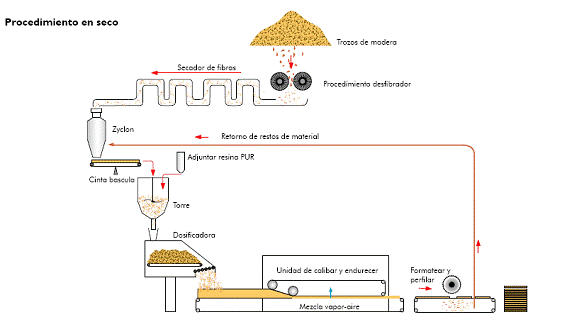 Procedimiento en seco
Trozos de madera
Secador de fibras
Procedimiento desfibrador
Zyclon
Retorno de restos de material
Adjuntar resina PUR
Cinta bascula
Torre
Dosificadora
Unidad de calibar y endurecer
Formatear y
perfilar
Mezcla vapor-aire